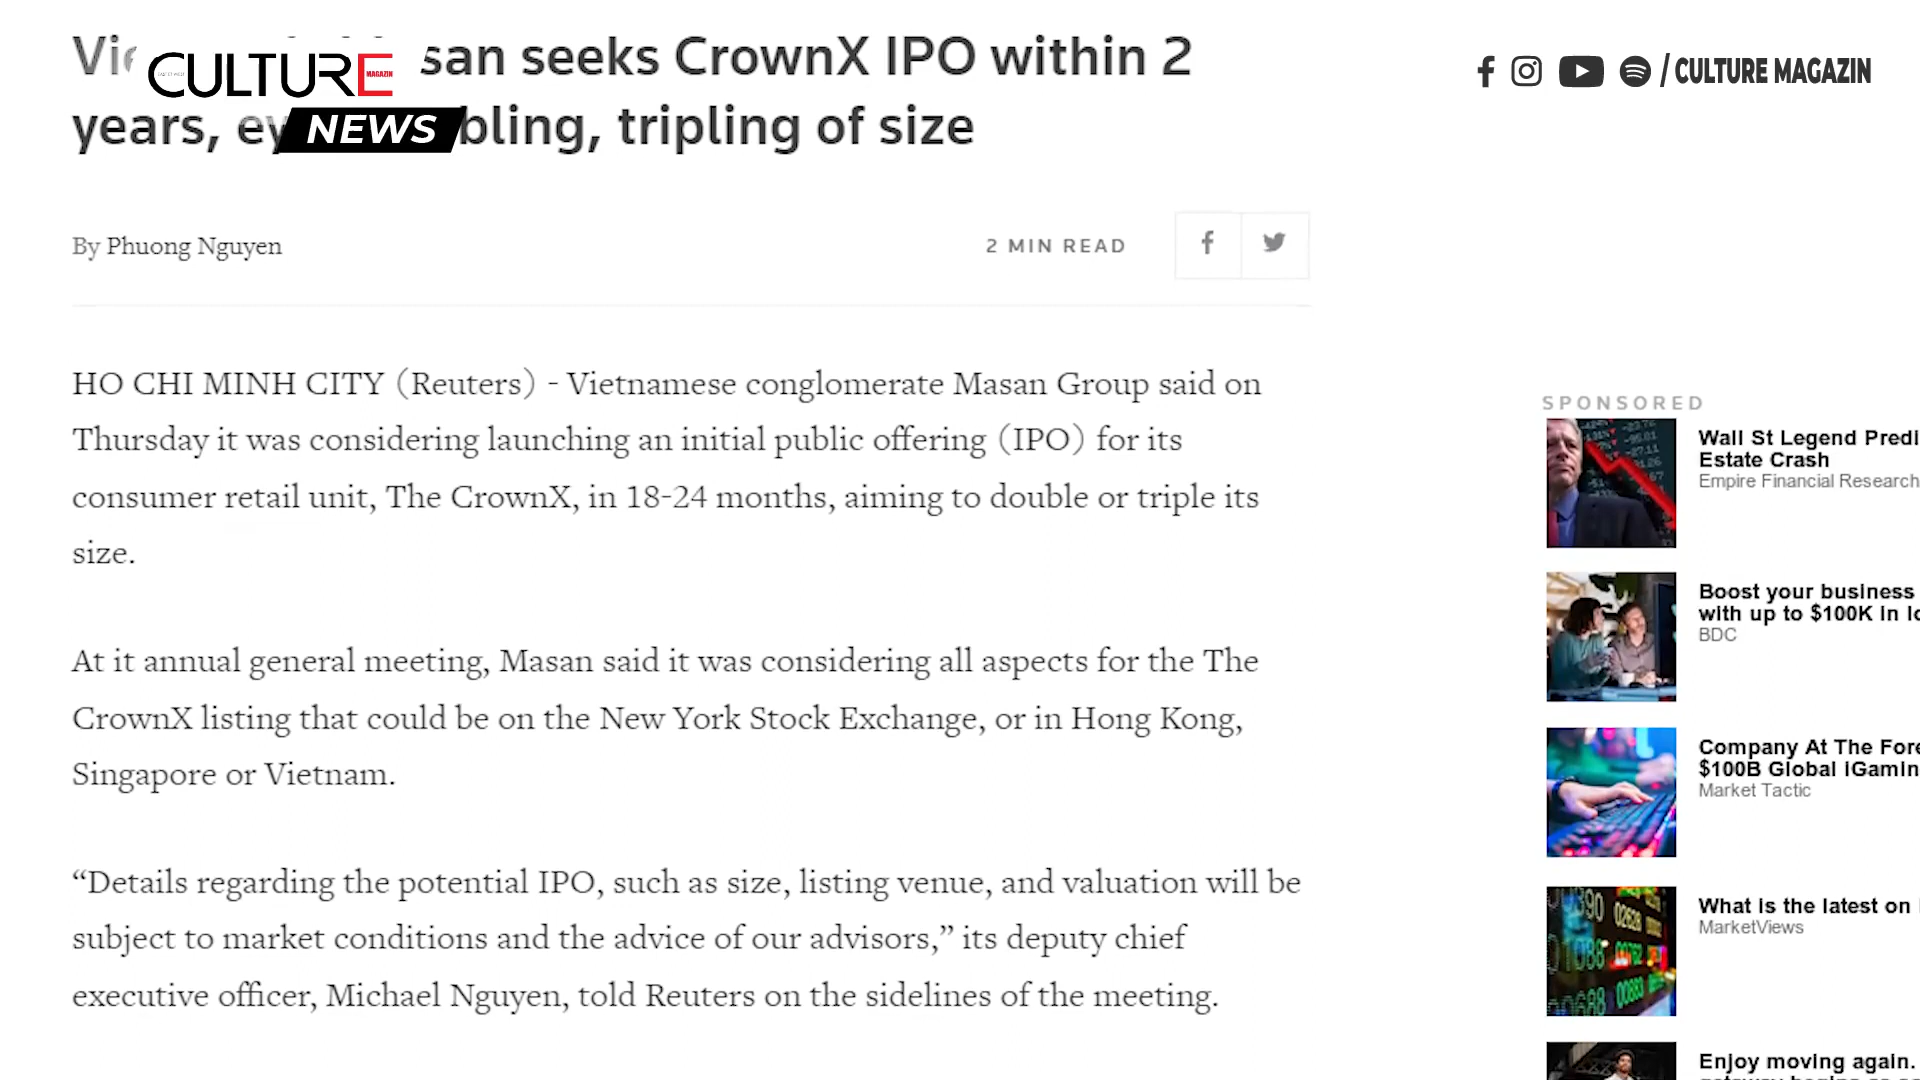 san seeks CrownX IPO within 2
years, bling, tripling of size
CULTURE
MAGAZIN
NEWS
/ CULTURE MAGAZIN
By Phuong Nguyen
2 MIN READ
HO CHI MINH CITY (Reuters) - Vietnamese conglomerate Masan Group said on
Thursday it was considering launching an initial public offering (IPO) for its
consumer retail unit, The CrownX, in 18-24 months, aiming to double or triple its
size.
At it annual general meeting, Masan said it was considering all aspects for the The
CrownX listing that could be on the New York Stock Exchange, or in Hong Kong,
Singapore or Vietnam.
“Details regarding the potential IPO, such as size, listing venue, and valuation will be
subject to market conditions and the advice of our advisors,” its deputy chief
executive officer, Michael Nguyen, told Reuters on the sidelines of the meeting.
SPONSORED
Wall St Legend Predi
Estate Crash
Empire Financial Research
Boost your business
with up to $100K in lo
BDC
Company At The Fore
$100B Global iGamin
Market Tactic
What is the latest on
MarketViews
Enjoy moving again.